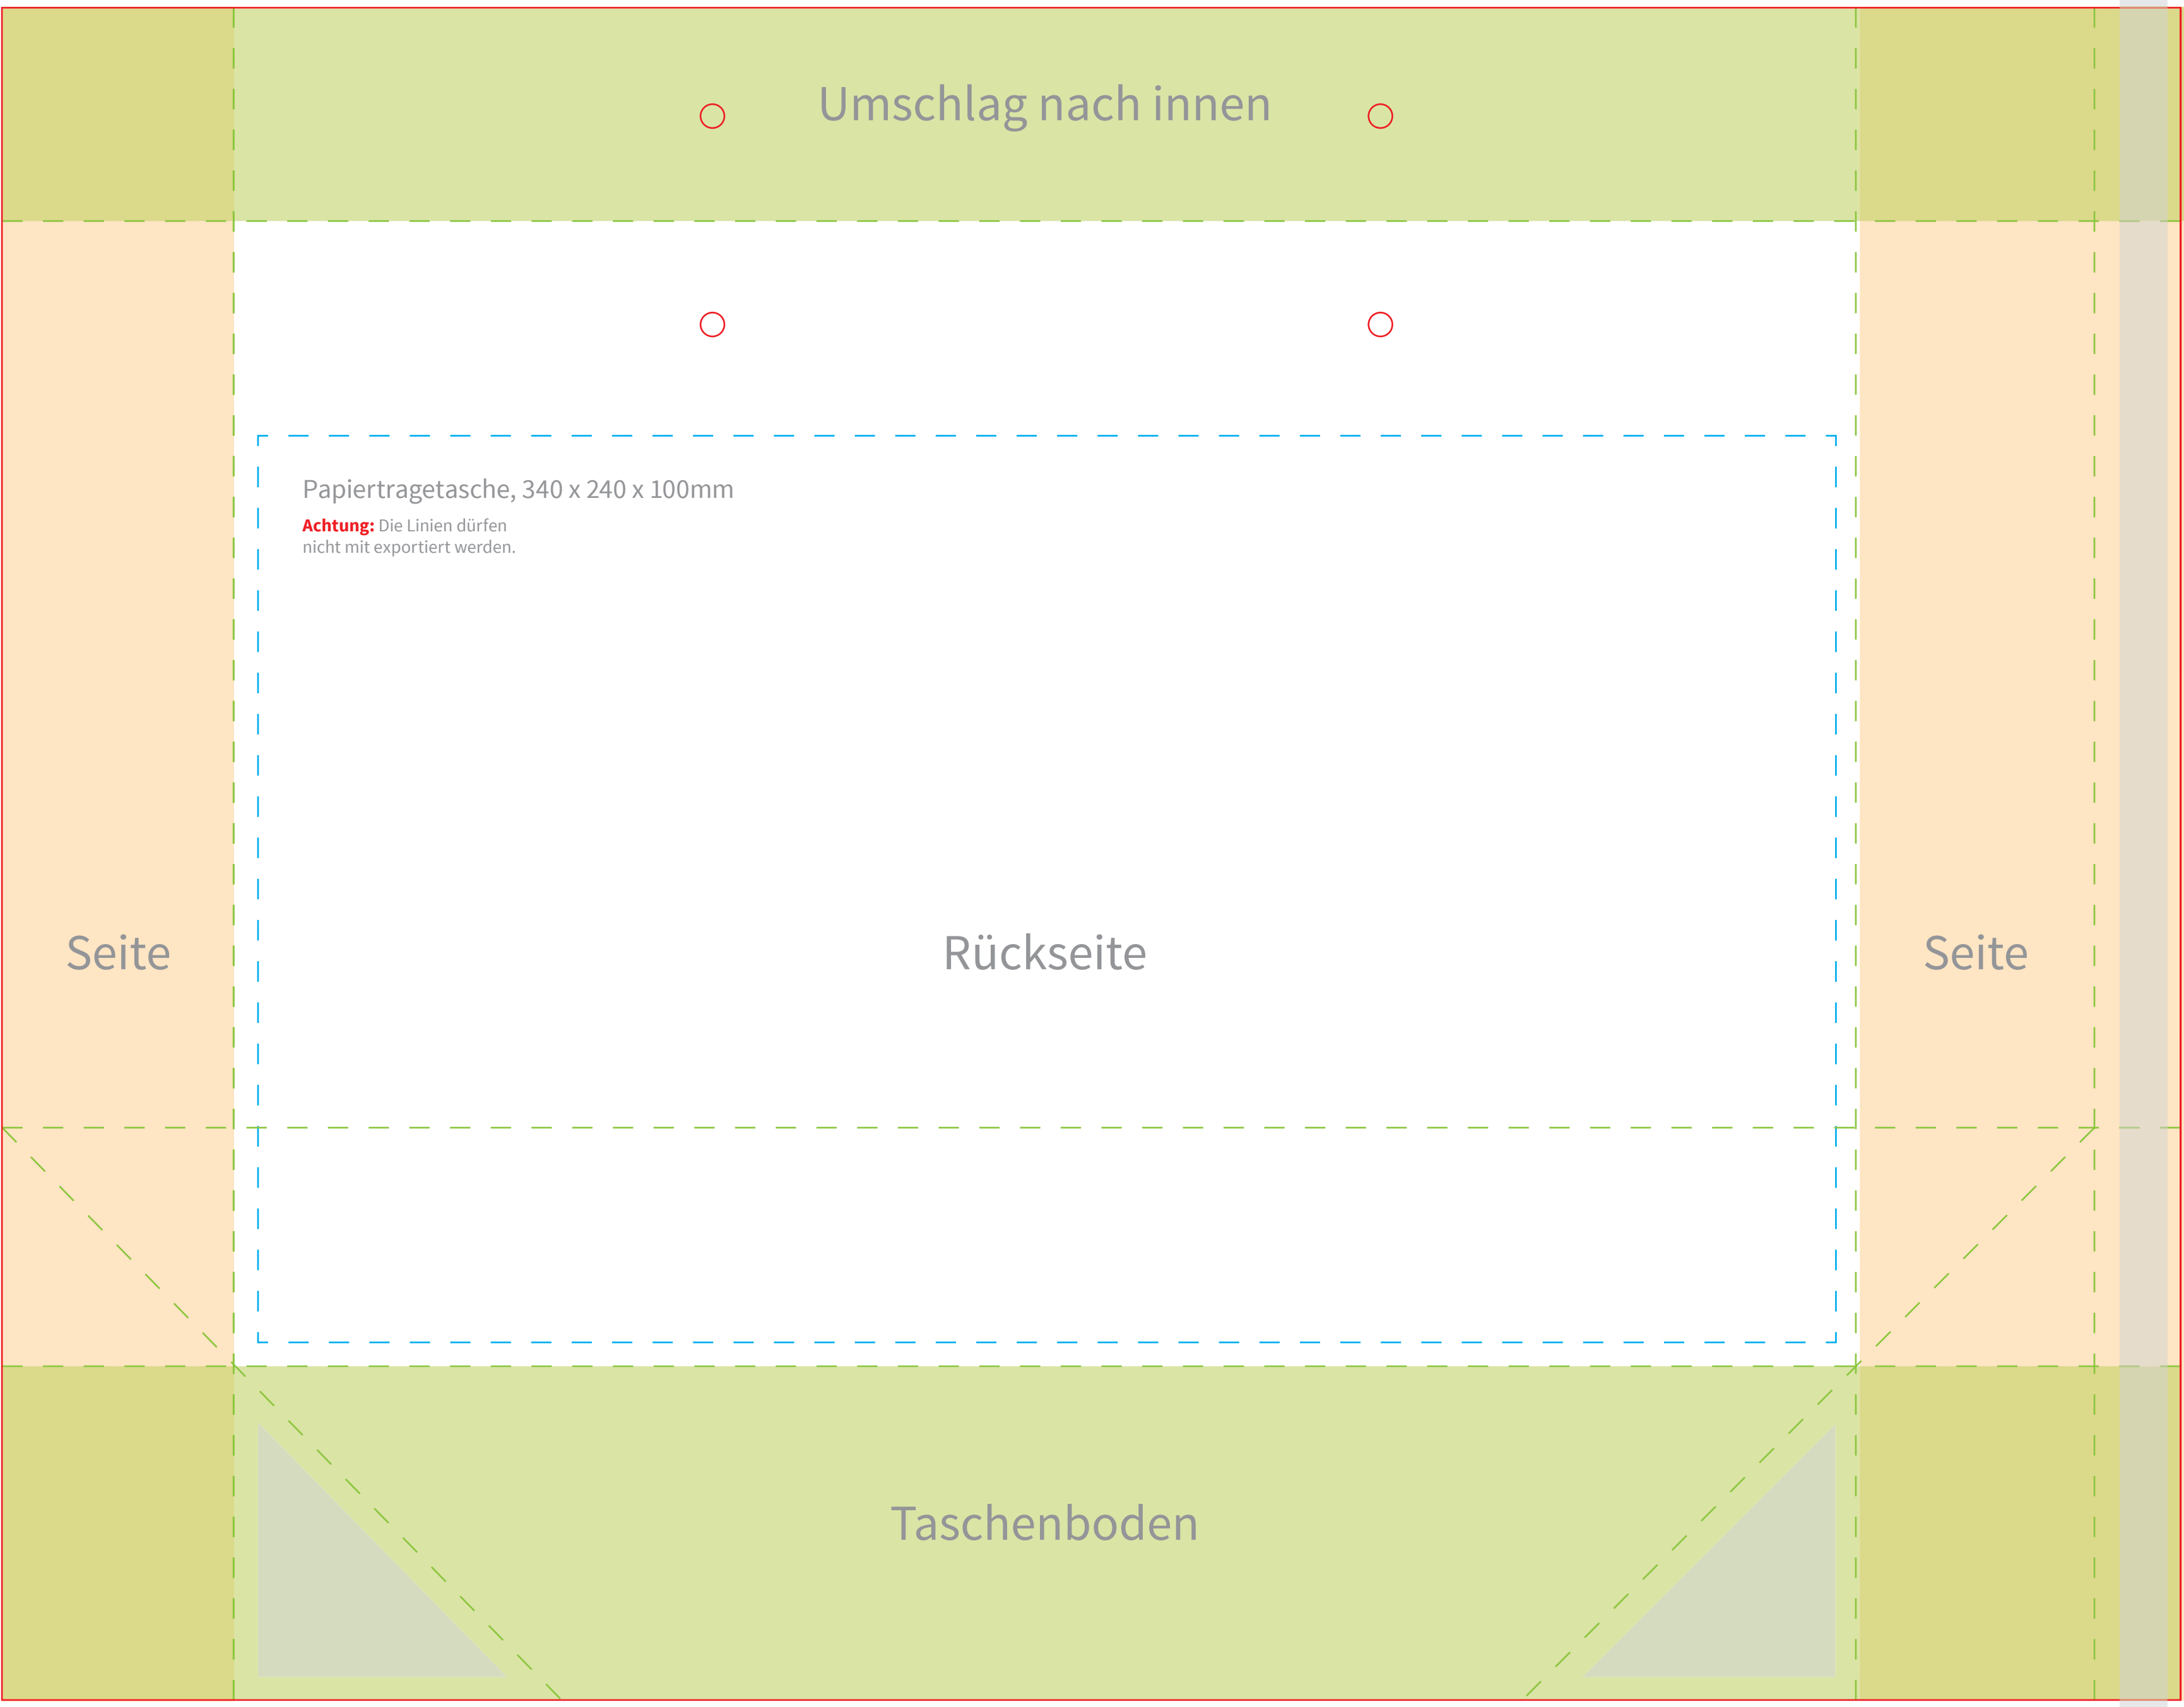 Umschlag nach innen
Papiertragetasche, 340 x 240 x 100mm
Achtung: Die Linien dürfen
nicht mit exportiert werden.
Seite
Rückseite
Seite
Taschenboden